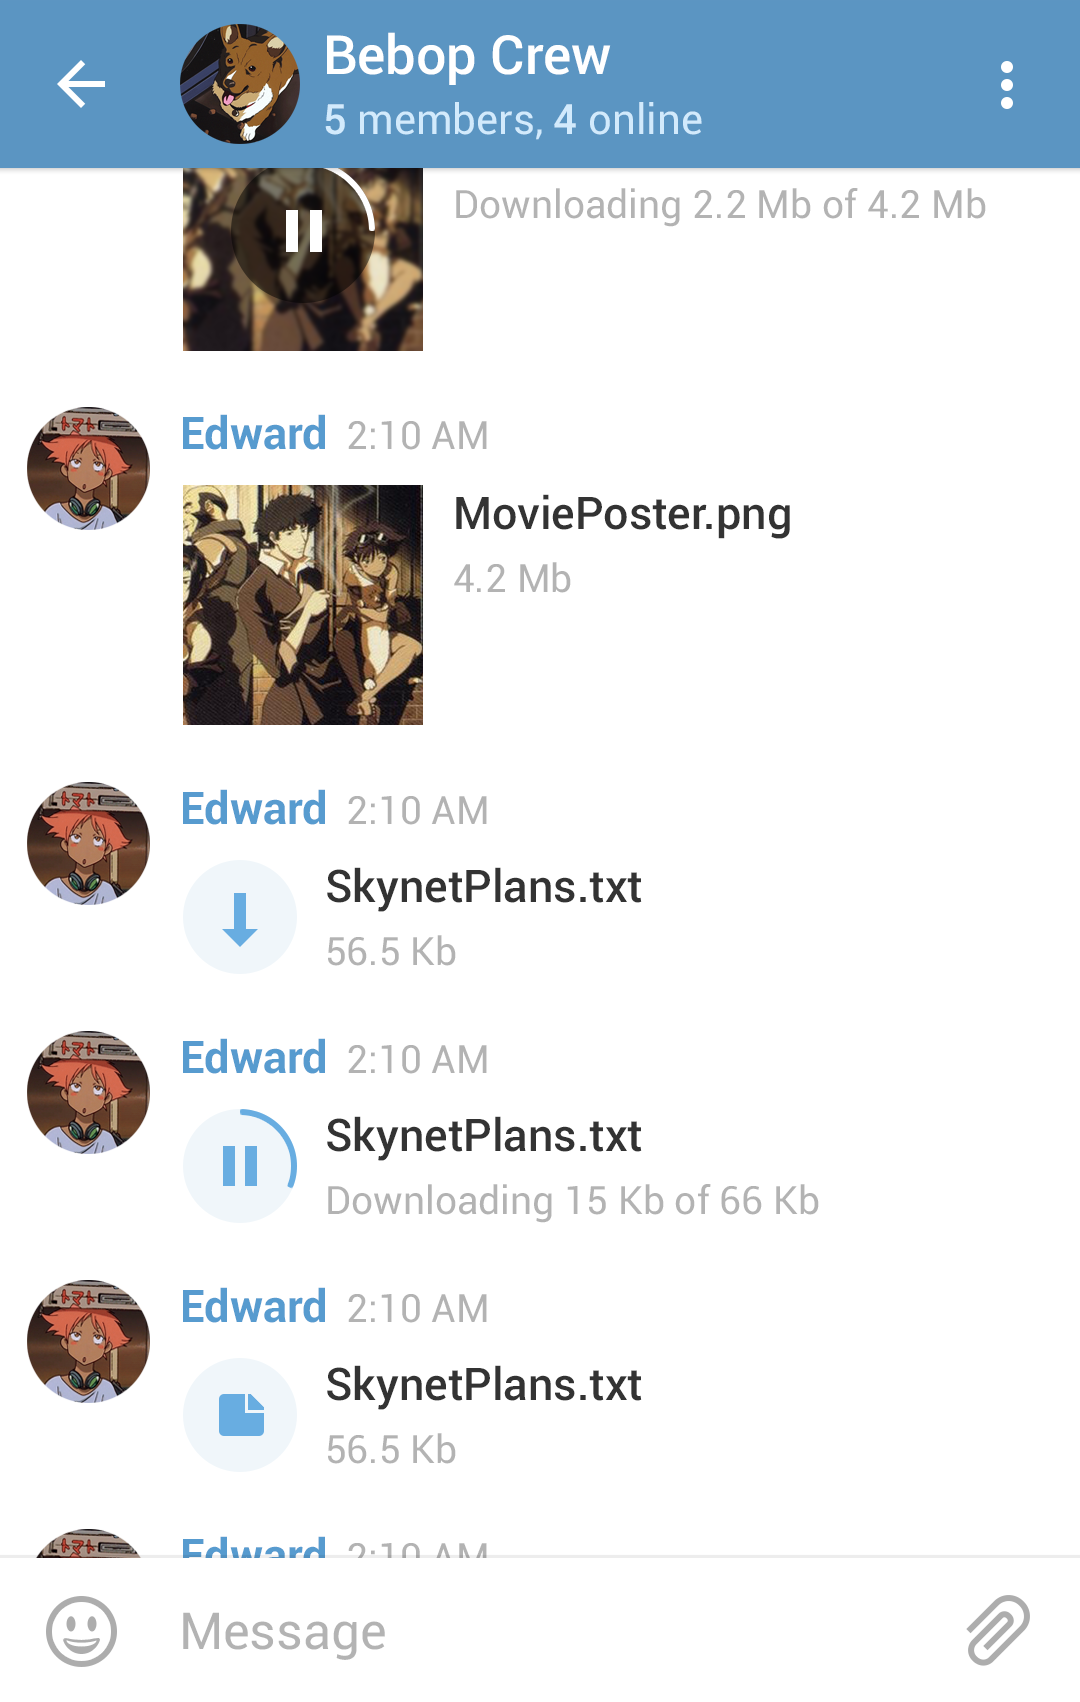 Bebop Crew
5 members, 4 online
Downloading 2.2 Mb of 4.2 Mb
Edward 2:10 AM
MoviePoster.png
4.2 Mb
Edward 2:10 AM
SkynetPlans.txt
56.5 Kb
Edward 2:10 AM
SkynetPlans.txt
Downloading 15 Kb of 66 Kb
Edward 2:10 AM
SkynetPlans.txt
56.5 Kb
Edward 2:10 AM
Message